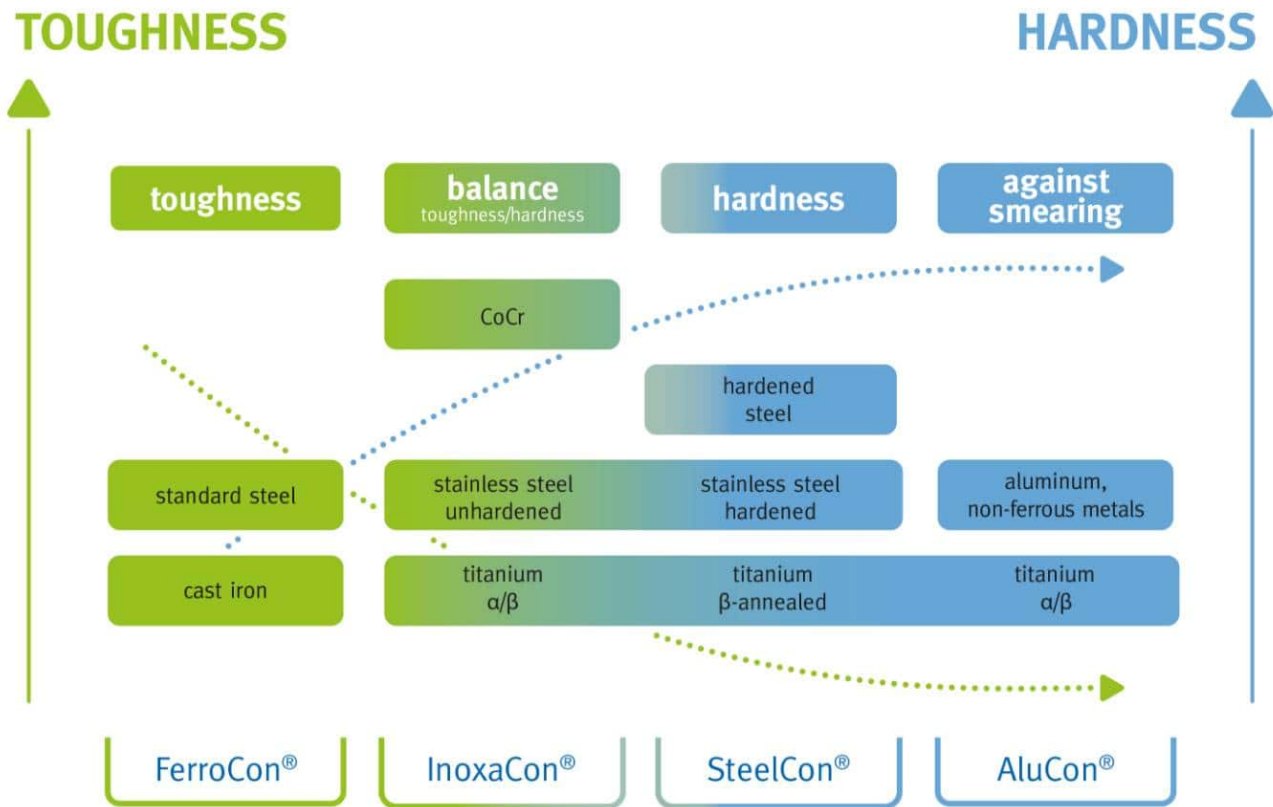 TOUGHNESS
HARDNESS
toughness
balance
toughness/hardness
hardness
against
smearing
CoCr
hardened
steel
standard steel
stainless steel
unhardened
stainless steel
hardened
aluminum,
non-ferrous metals
cast iron
titanium
α/β
titanium
β-annealed
titanium
α/β
FerroCon®
InoxaCon®
SteelCon®
AluCon®